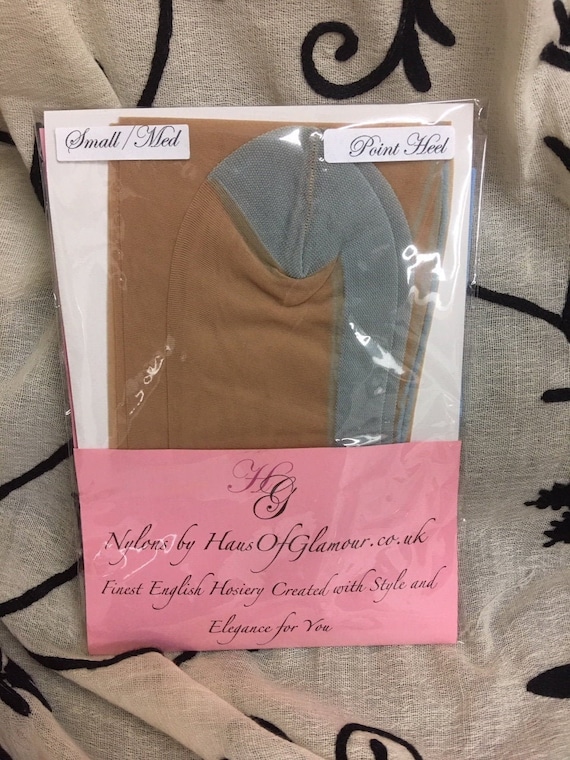 Small / Med
Point Heel
HG
Nylons by HausOfGlamour.co.uk
Finest English Hosiery Created with Style and
Elegance for You